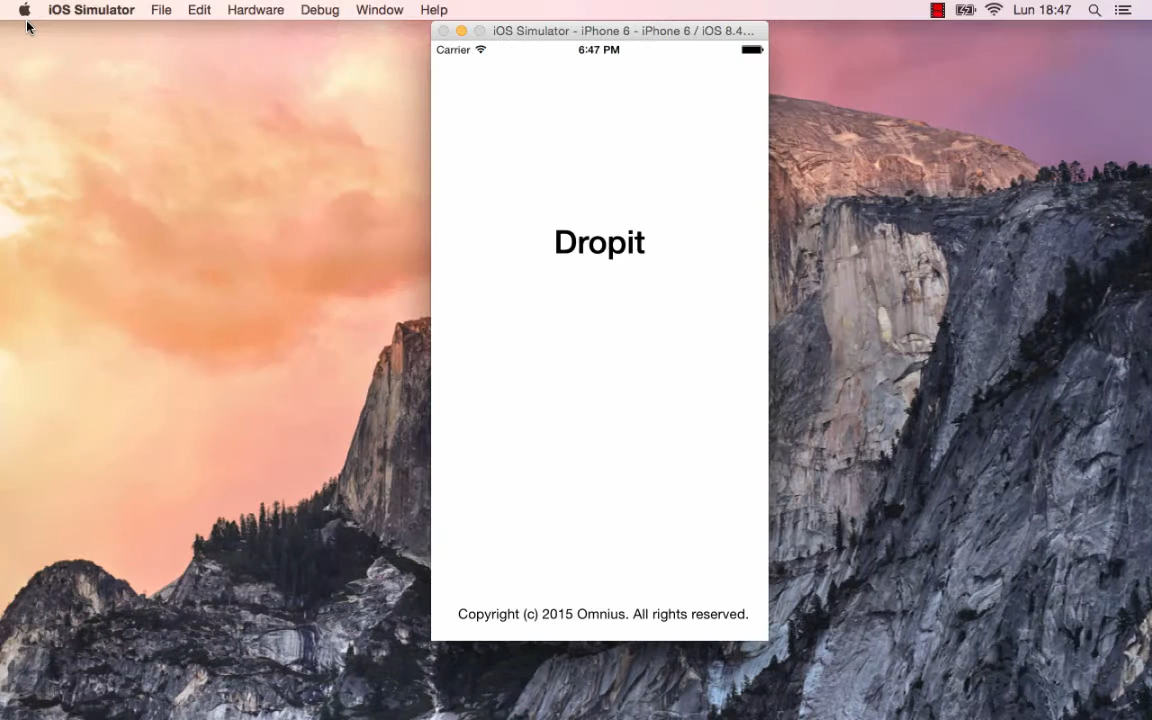 iOS Simulator File Edit Hardware Debug Window Help Lun 18:47
iOS Simulator - iPhone 6 - iPhone 6 / iOS 8.4...
Carrier 6:47 PM
Dropit
Copyright (c) 2015 Omnius. All rights reserved.